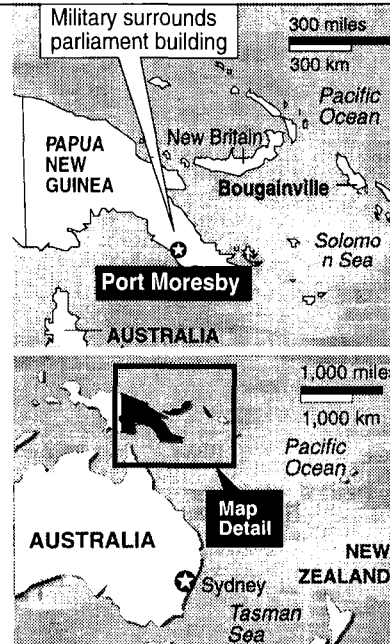 Military surrounds
parliament building
300 miles
300 km
Pacific
Ocean
PAPUA
NEW
GUINEA
New Britain
Bougainville
Solomo
n Sea
Port Moresby
AUSTRALIA
1,000 miles
1,000 km
Pacific
Ocean
Map
Detail
AUSTRALIA
NEW
ZEALAND
Sydney
Tasman
Sea